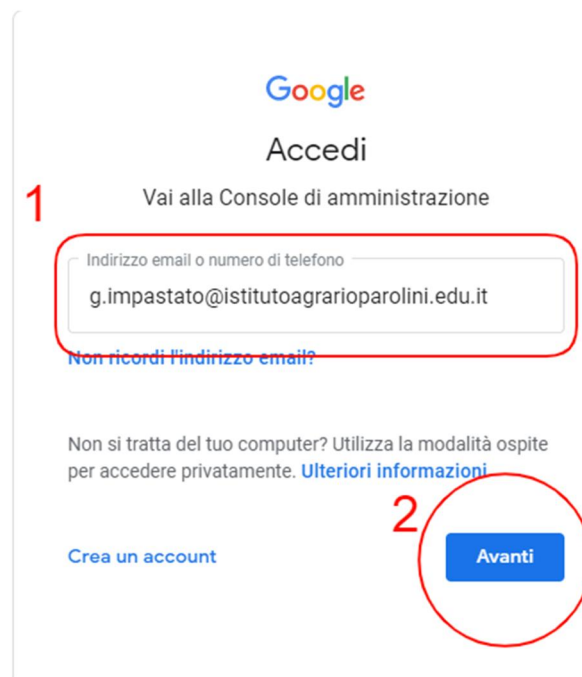 Google
Accedi
1
Vai alla Console di amministrazione
Indirizzo email o numero di telefono
g.impastato@istitutoagrarioparolini.edu.it
Non ricordi l'indirizzo email?
Non si tratta del tuo computer? Utilizza la modalità ospite
per accedere privatamente. Ulteriori informazioni
2
Crea un account
Avanti